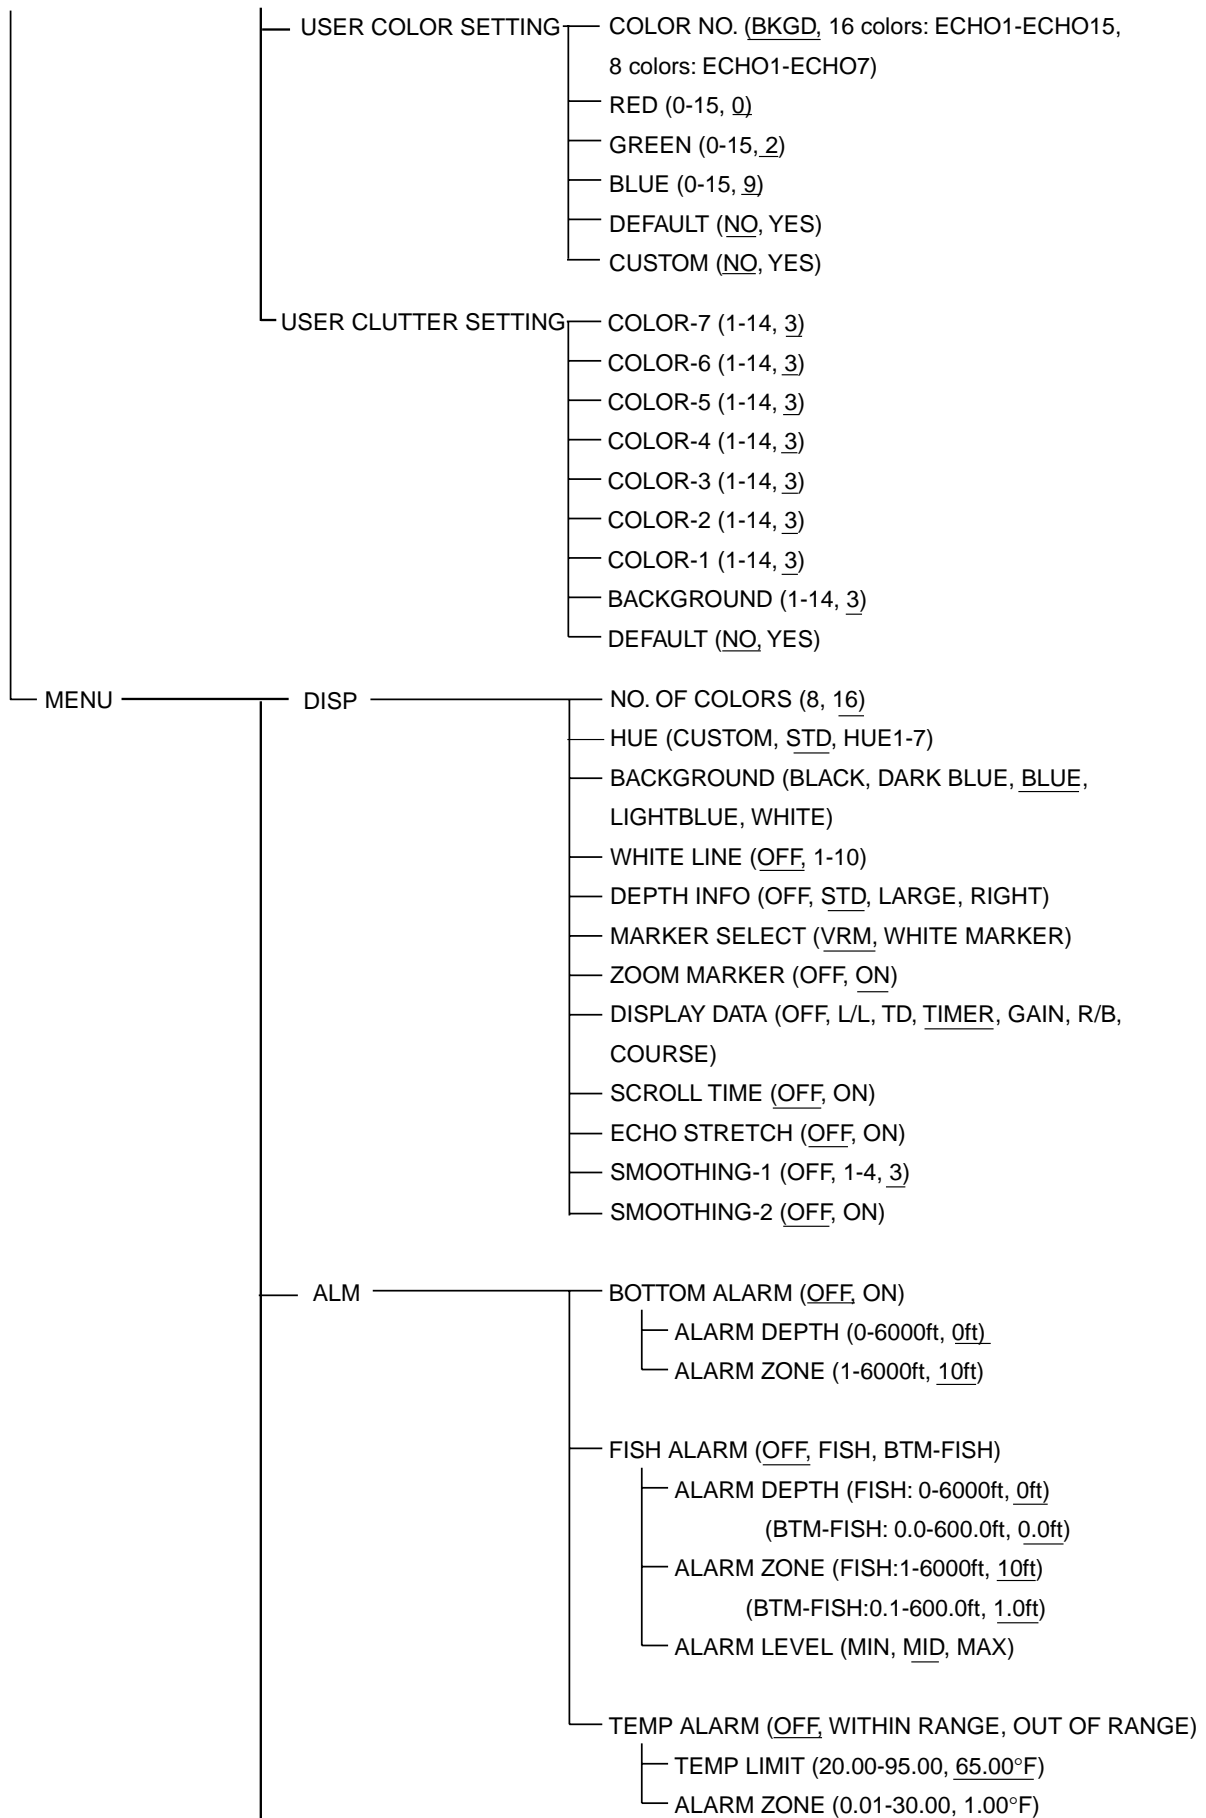 USER COLOR SETTING COLOR NO. (BKGD, 16 colors: ECHO1-ECHO15,
8 colors: ECHO1-ECHO7)
RED (0-15, 0)
GREEN (0-15, 2)
BLUE (0-15, 9)
DEFAULT (NO, YES)
CUSTOM (NO, YES)
USER CLUTTER SETTING COLOR-7 (1-14, 3)
COLOR-6 (1-14, 3)
COLOR-5 (1-14, 3)
COLOR-4 (1-14, 3)
COLOR-3 (1-14, 3)
COLOR-2 (1-14, 3)
COLOR-1 (1-14, 3)
BACKGROUND (1-14, 3)
DEFAULT (NO, YES)
MENU DISP NO. OF COLORS (8, 16)
HUE (CUSTOM, STD, HUE1-7)
BACKGROUND (BLACK, DARK BLUE, BLUE,
LIGHTBLUE, WHITE)
WHITE LINE (OFF, 1-10)
DEPTH INFO (OFF, STD, LARGE, RIGHT)
MARKER SELECT (VRM, WHITE MARKER)
ZOOM MARKER (OFF, ON)
DISPLAY DATA (OFF, L/L, TD, TIMER, GAIN, R/B,
COURSE)
SCROLL TIME (OFF, ON)
ECHO STRETCH (OFF, ON)
SMOOTHING-1 (OFF, 1-4, 3)
SMOOTHING-2 (OFF, ON)
ALM BOTTOM ALARM (OFF, ON)
ALARM DEPTH (0-6000ft, 0ft)
ALARM ZONE (1-6000ft, 10ft)
FISH ALARM (OFF, FISH, BTM-FISH)
ALARM DEPTH (FISH: 0-6000ft, 0ft)
(BTM-FISH: 0.0-600.0ft, 0.0ft)
ALARM ZONE (FISH:1-6000ft, 10ft)
(BTM-FISH:0.1-600.0ft, 1.0ft)
ALARM LEVEL (MIN, MID, MAX)
TEMP ALARM (OFF, WITHIN RANGE, OUT OF RANGE)
TEMP LIMIT (20.00-95.00, 65.00°F)
ALARM ZONE (0.01-30.00, 1.00°F)